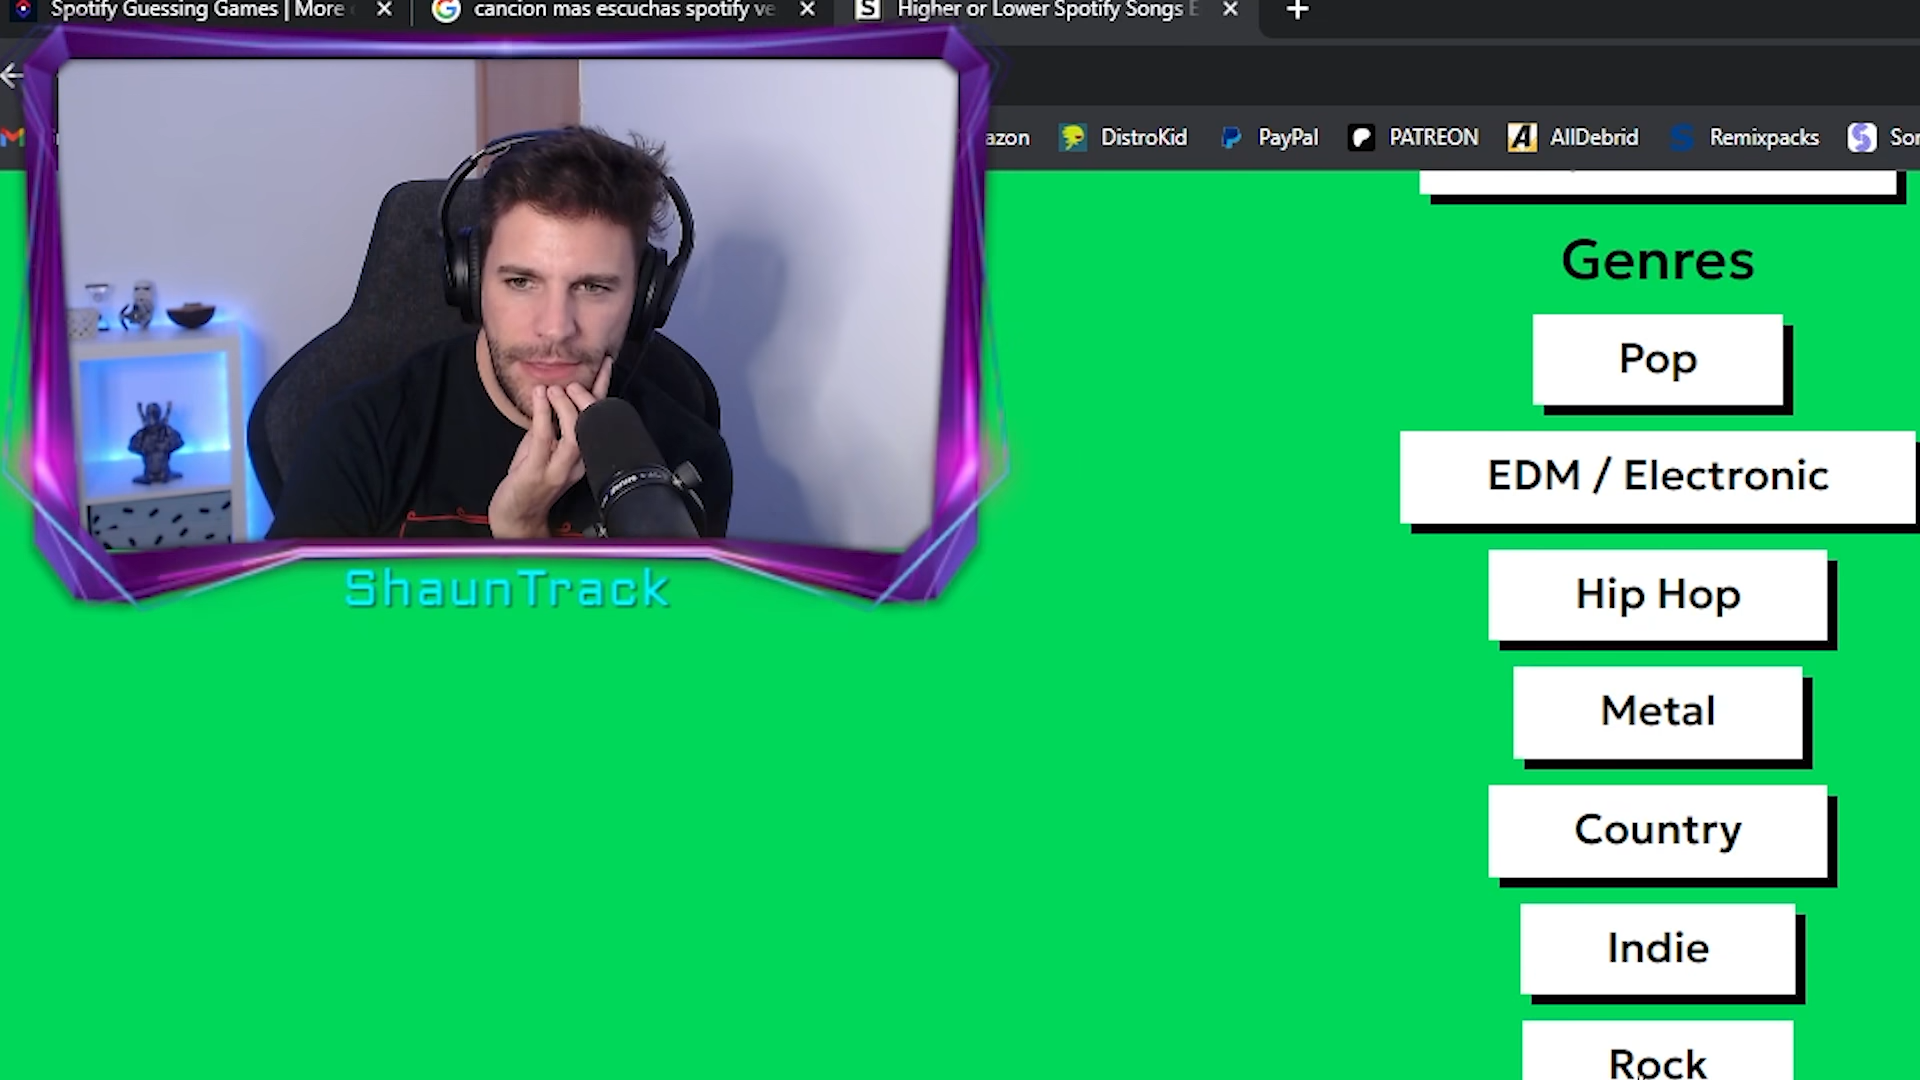 Spotify Guessing Games | More
cancion mas escuchas spotify ve
Higher or Lower Spotify Songs E
azon
DistroKid
PayPal
PATREON
AllDebrid
Remixpacks
Sor
Genres
Pop
EDM / Electronic
Hip Hop
Metal
Country
Indie
Rock
ShaunTrack